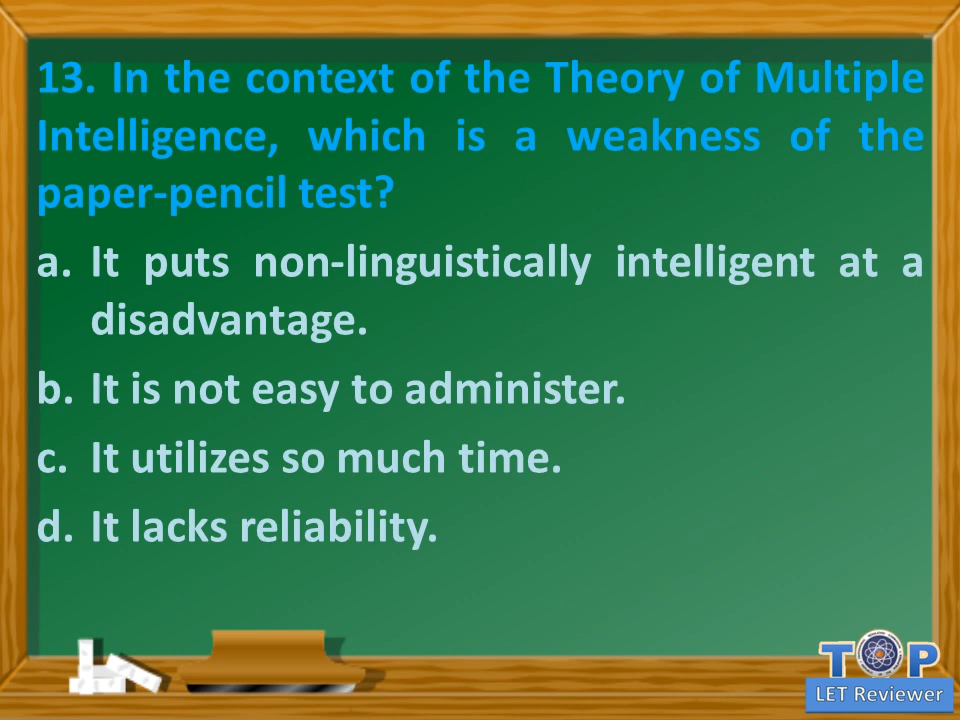 13. In the context of the Theory of Multiple
Intelligence, which is a weakness of the
paper-pencil test?
a. It puts non-linguistically intelligent at a
disadvantage.
b. It is not easy to administer.
c. It utilizes so much time.
d. It lacks reliability.
TOP
LET Reviewer